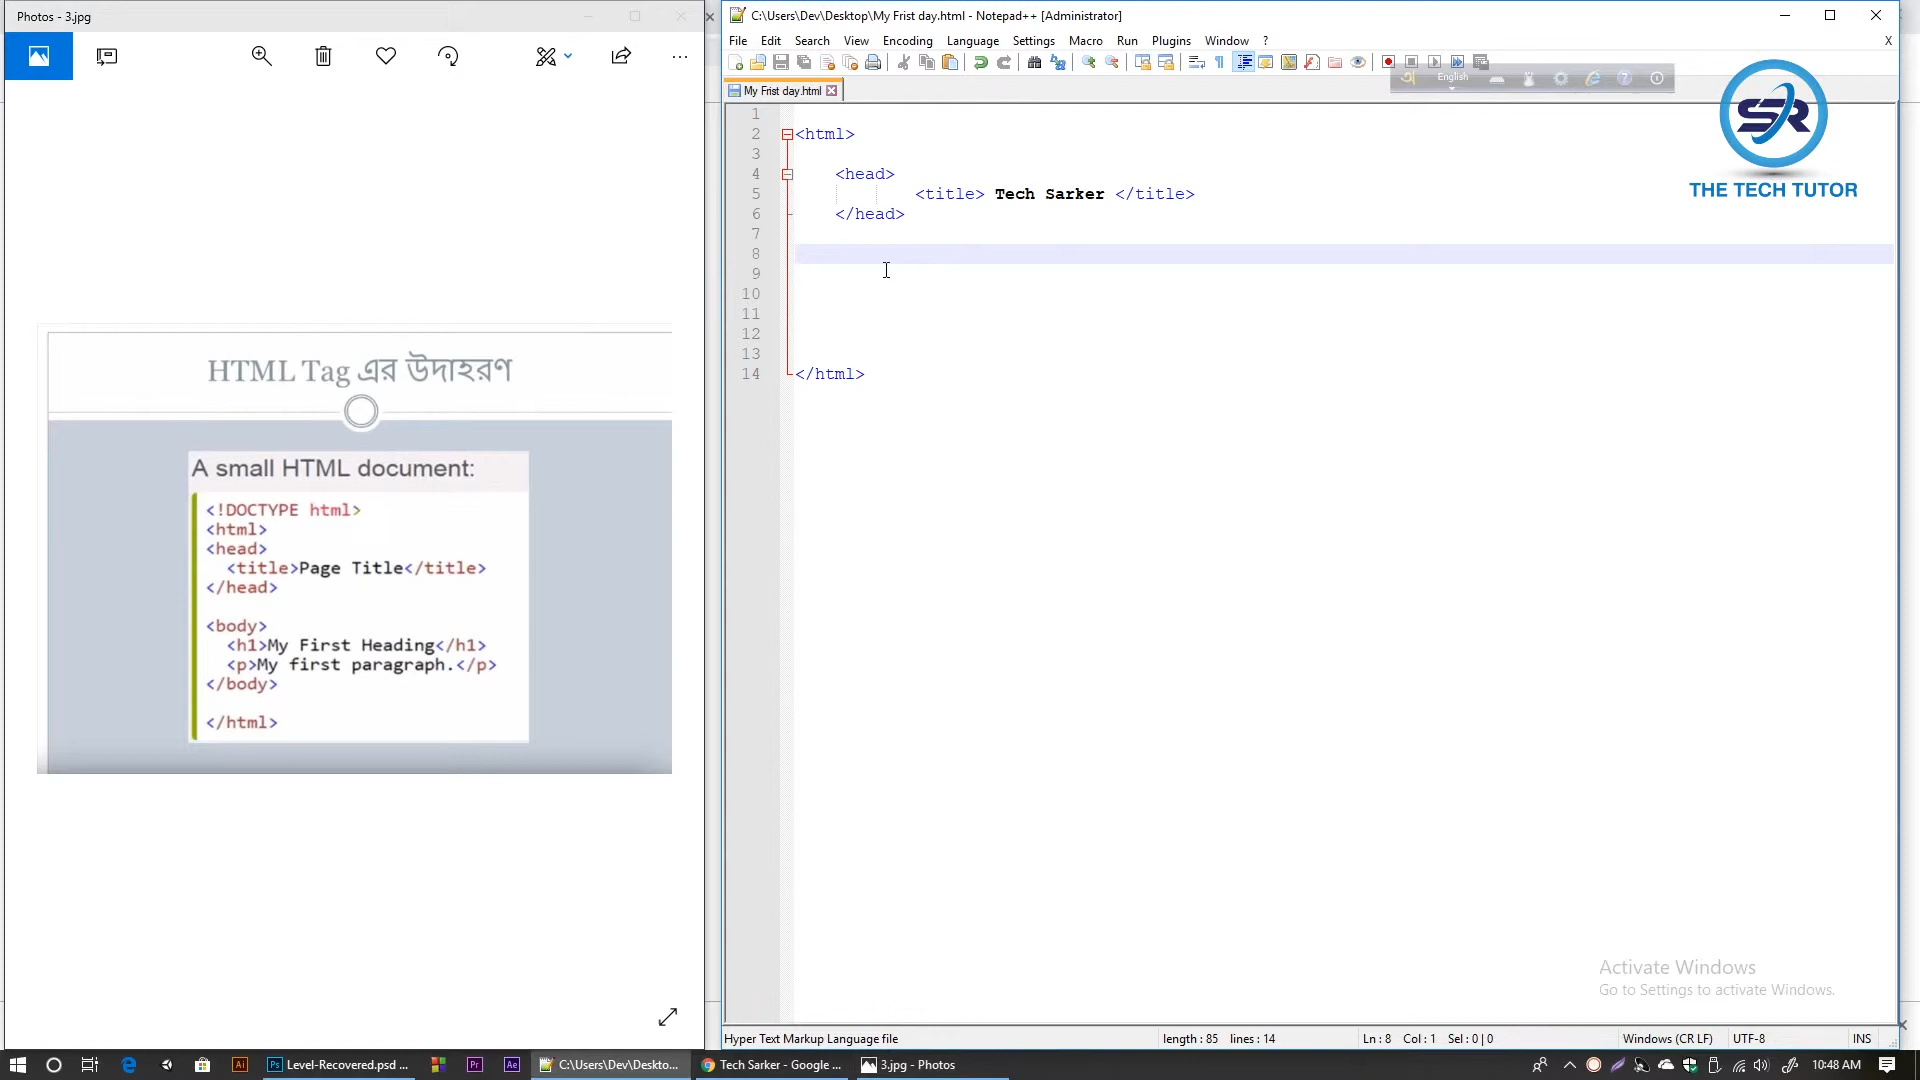 Photos - 3.jpg
C:\Users\Dev\Desktop\My Frist day.html - Notepad++ [Administrator]
File Edit Search View Encoding Language Settings Macro Run Plugins Window ? X
English
My Frist day.html
1
2 <html>
3
4 <head>
5 <title> Tech Sarker </title>
6 </head>
7
8
9
10
11
12
13
14 </html>
SR
THE TECH TUTOR
HTML Tag এর উদাহরণ
A small HTML document:
<!DOCTYPE html>
<html>
<head>
<title>Page Title</title>
</head>
<body>
<h1>My First Heading</h1>
<p>My first paragraph.</p>
</body>
</html>
Activate Windows
Go to Settings to activate Windows.
Hyper Text Markup Language file length : 85 lines : 14 Ln : 8 Col : 1 Sel : 0 | 0 Windows (CR LF) UTF-8 INS
Ai Ps Level-Recovered.psd ... Pr Ae C:\Users\Dev\Deskto... Tech Sarker - Google ... 3.jpg - Photos 10:48 AM